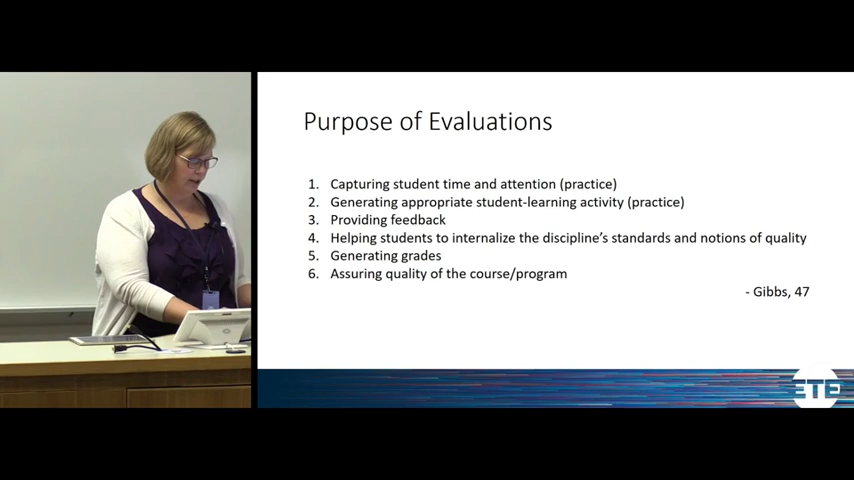 Purpose of Evaluations
1. Capturing student time and attention (practice)
2. Generating appropriate student-learning activity (practice)
3. Providing feedback
4. Helping students to internalize the discipline's standards and notions of quality
5. Generating grades
6. Assuring quality of the course/program
- Gibbs, 47
ETE